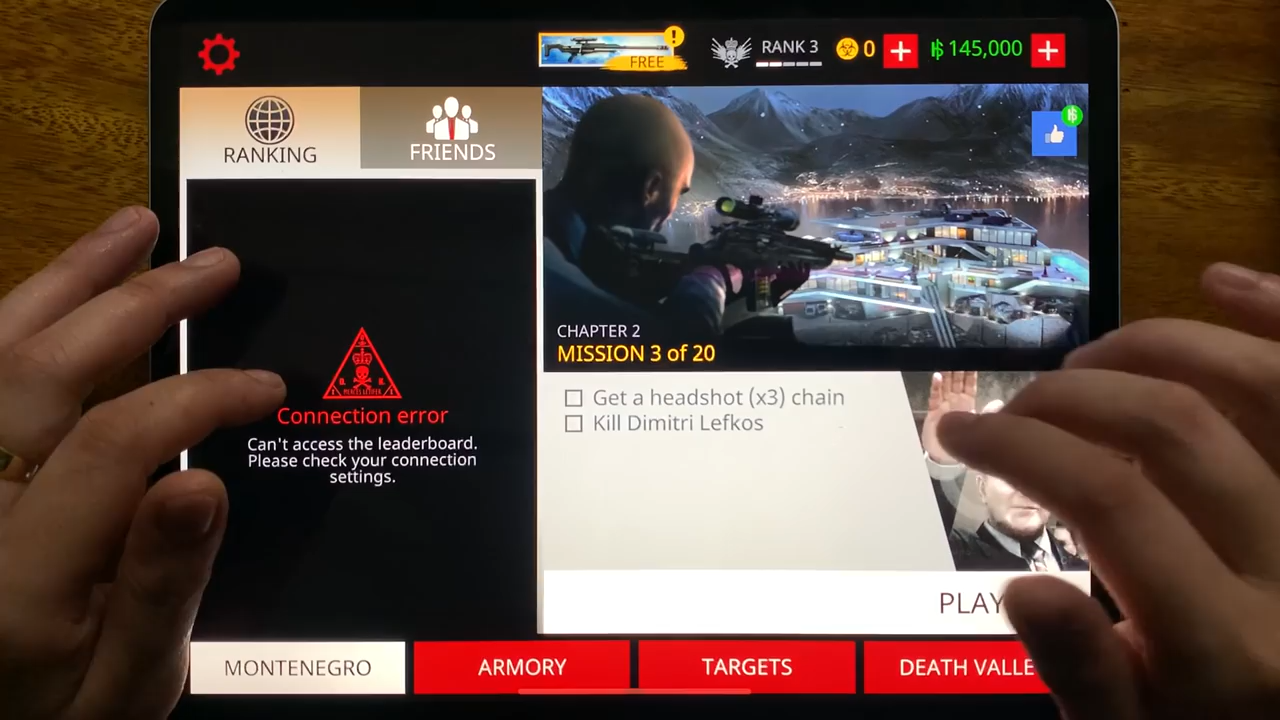 FREE
!
RANK 3
0
145,000
RANKING
FRIENDS
CHAPTER 2
MISSION 3 of 20
Get a headshot (x3) chain
Kill Dimitri Lefkos
Connection error
Can't access the leaderboard.
Please check your connection
settings.
PLAY
MONTENEGRO
ARMORY
TARGETS
DEATH VALLE